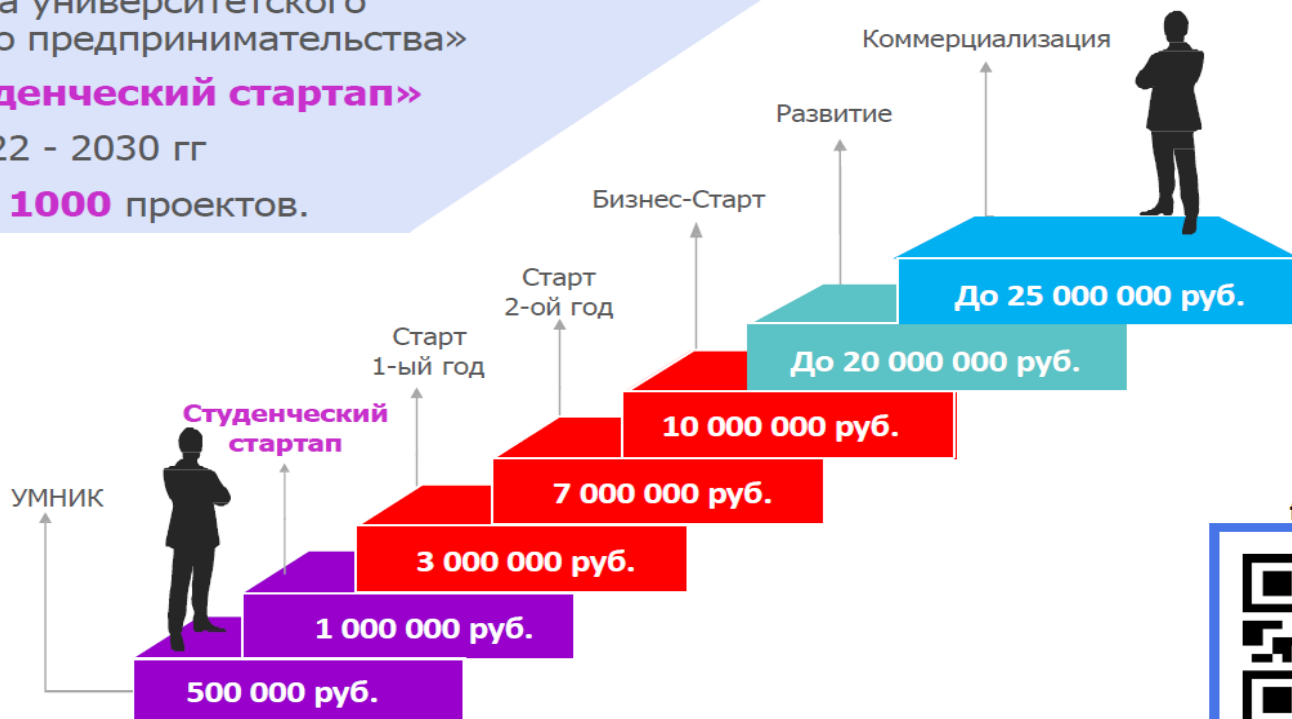 университетского
предпринимательства»
стартап»
- 2030 гг
1000 проектов.
Коммерциализация
Развитие
Бизнес-Старт
Старт
2-ой год
Старт
1-ый год
Студенческий
стартап
УМНИК
До 25 000 000 руб.
До 20 000 000 руб.
10 000 000 руб.
7 000 000 руб.
3 000 000 руб.
1 000 000 руб.
500 000 руб.